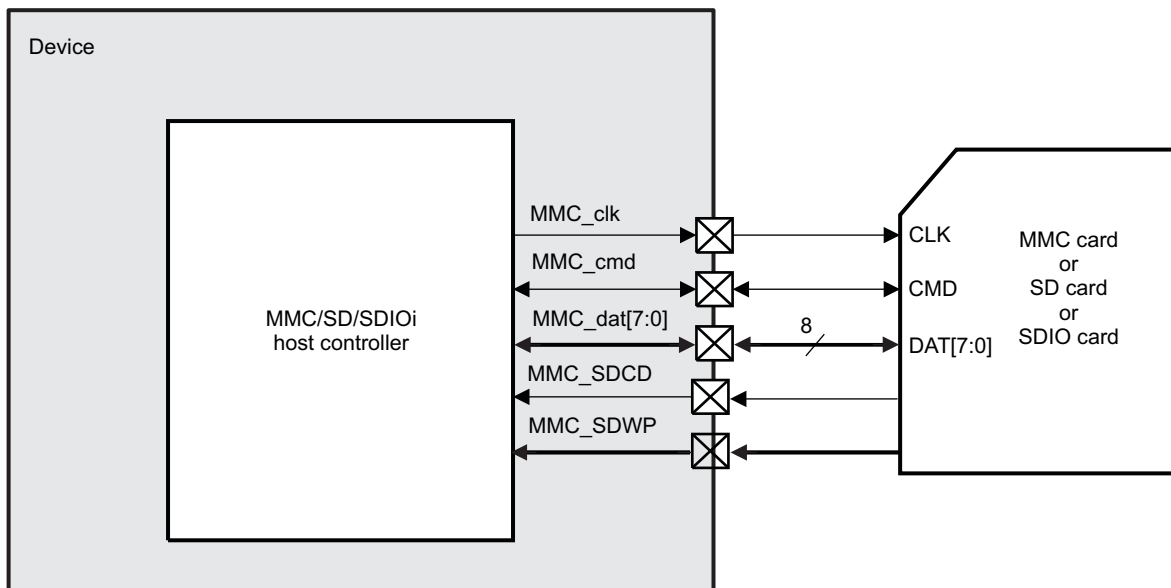 Device
MMC/SD/SDIOi
host controller
MMC_clk
MMC_cmd
MMC_dat[7:0]
MMC_SDCD
MMC_SDWP
8
CLK
CMD
DAT[7:0]
MMC card
or
SD card
or
SDIO card